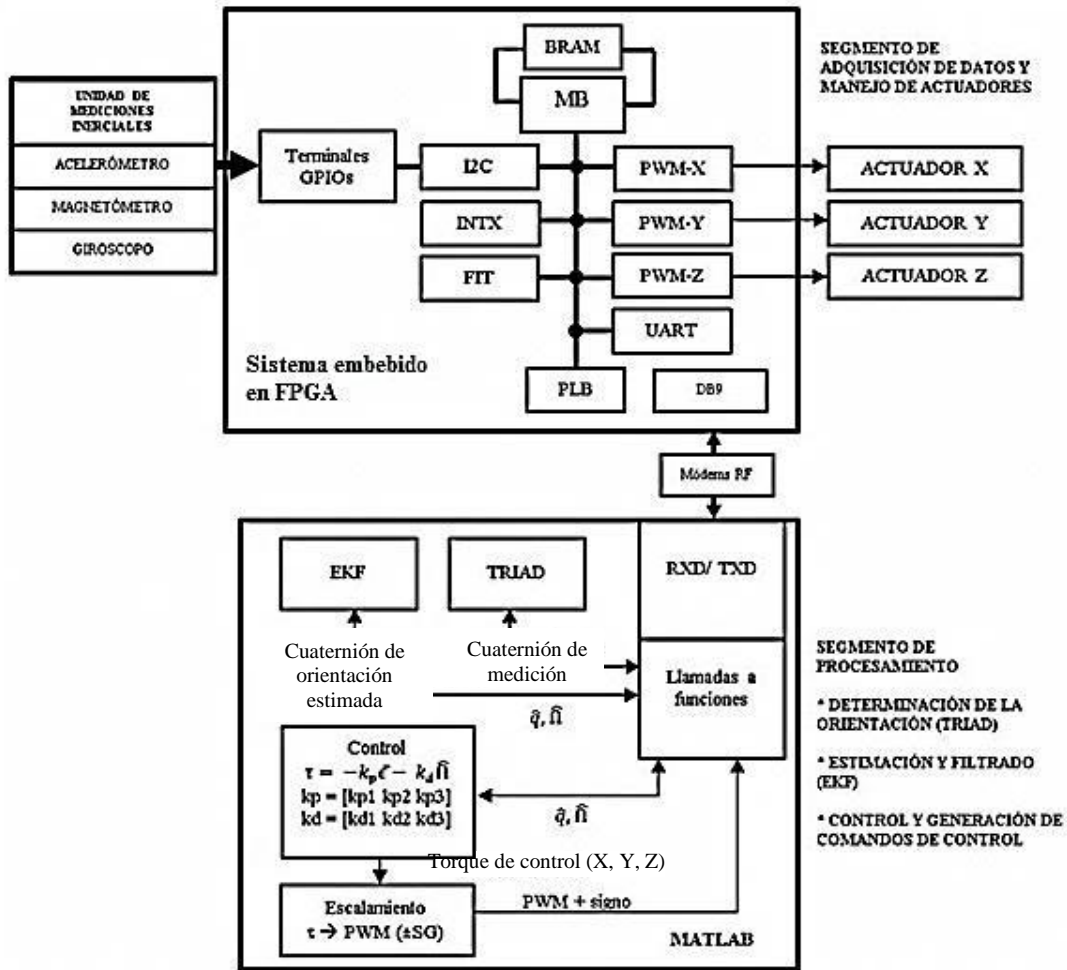 UNIDAD DE
MEDICIONES
INERCIALES
ACELERÓMETRO
MAGNETÓMETRO
GIROSCOPO
Terminales
GPIOs
BRAM
MB
I2C
INTX
FIT
PWM-X
PWM-Y
PWM-Z
UART
PLB
DB9
Sistema embebido
en FPGA
SEGMENTO DE
ADQUISICIÓN DE DATOS Y
MANEJO DE ACTUADORES
ACTUADOR X
ACTUADOR Y
ACTUADOR Z
Módems RF
EKF
TRIAD
RXD/ TXD
Cuaternión de
orientación
estimada
Cuaternión de
medición
Llamadas a
funciones
q̂, Π̂
Control
τ = −kₚε̂ − k_d Π̂
kp = [kp1 kp2 kp3]
kd = [kd1 kd2 kd3]
q̂, Π̂
Torque de control (X, Y, Z)
Escalamiento
τ → PWM (±SG)
PWM + signo
MATLAB
SEGMENTO DE
PROCESAMIENTO
* DETERMINACIÓN DE LA
ORIENTACIÓN (TRIAD)
* ESTIMACIÓN Y FILTRADO
(EKF)
* CONTROL Y GENERACIÓN DE
COMANDOS DE CONTROL